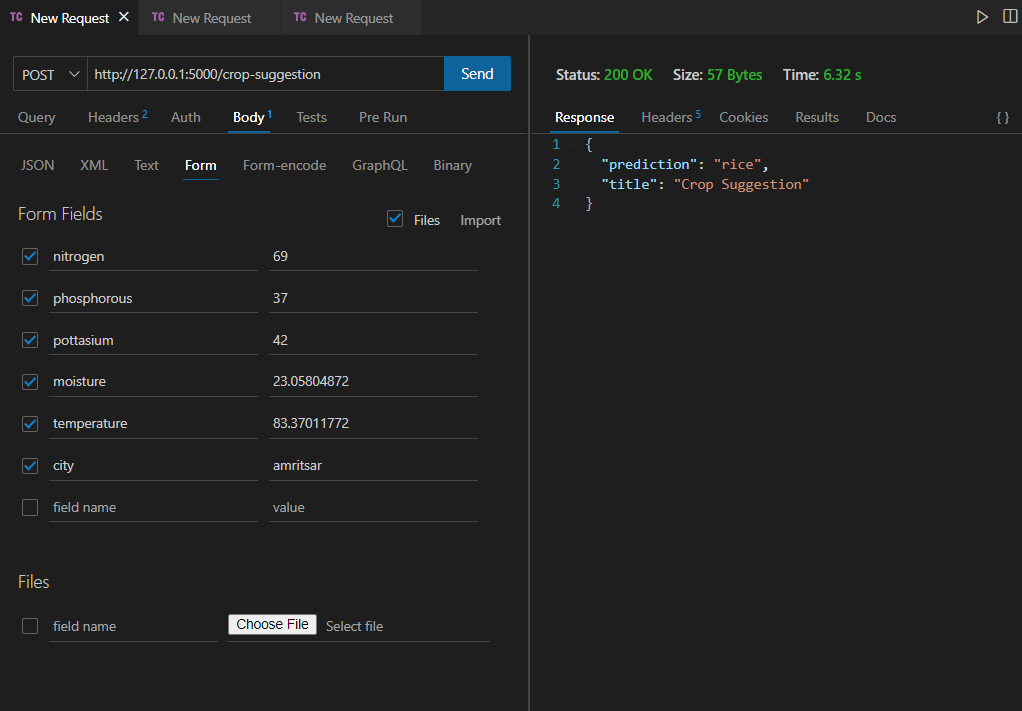 TC New Request × TC New Request TC New Request
POST http://127.0.0.1:5000/crop-suggestion Send
Query Headers 2 Auth Body 1 Tests Pre Run
JSON XML Text Form Form-encode GraphQL Binary
Form Fields
Files Import
nitrogen 69
phosphorous 37
pottasium 42
moisture 23.05804872
temperature 83.37011772
city amritsar
field name value
Files
field name Choose File Select file
Status: 200 OK Size: 57 Bytes Time: 6.32 s
Response Headers 5 Cookies Results Docs { }
1 {
2 "prediction": "rice",
3 "title": "Crop Suggestion"
4 }